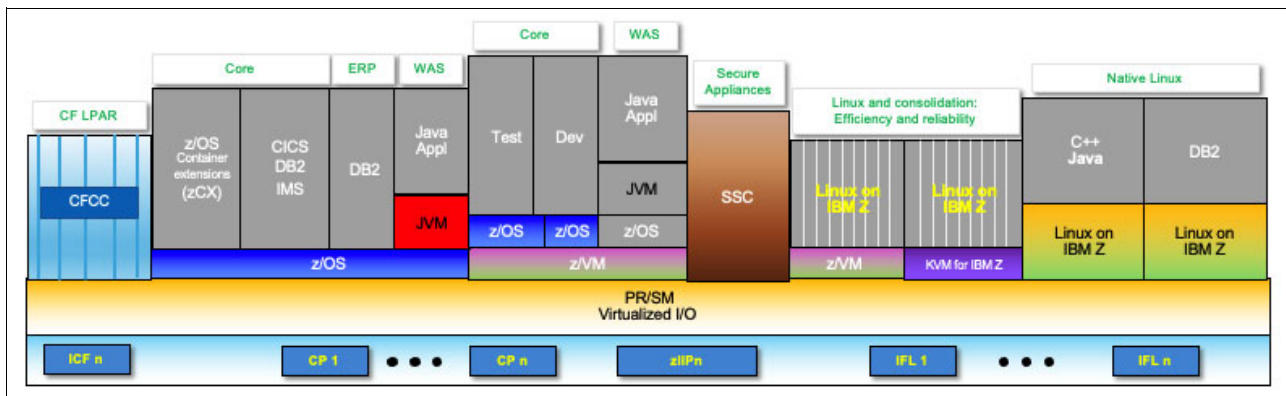 Core
WAS
Core
ERP
WAS
Secure
Appliances
Native Linux
CF LPAR
Linux and consolidation:
Efficiency and reliability
CFCC
z/OS
Container
extensions
(zCX)
CICS
DB2
IMS
DB2
Java
Appl
JVM
z/OS
Test
Dev
Java
Appl
JVM
z/OS
z/OS
z/OS
z/VM
SSC
Linux on
IBM Z
Linux on
IBM Z
z/VM
KVM for IBM Z
C++
Java
DB2
Linux on
IBM Z
Linux on
IBM Z
PR/SM
Virtualized I/O
ICF n
CP 1
CP n
zIIPn
IFL 1
IFL n